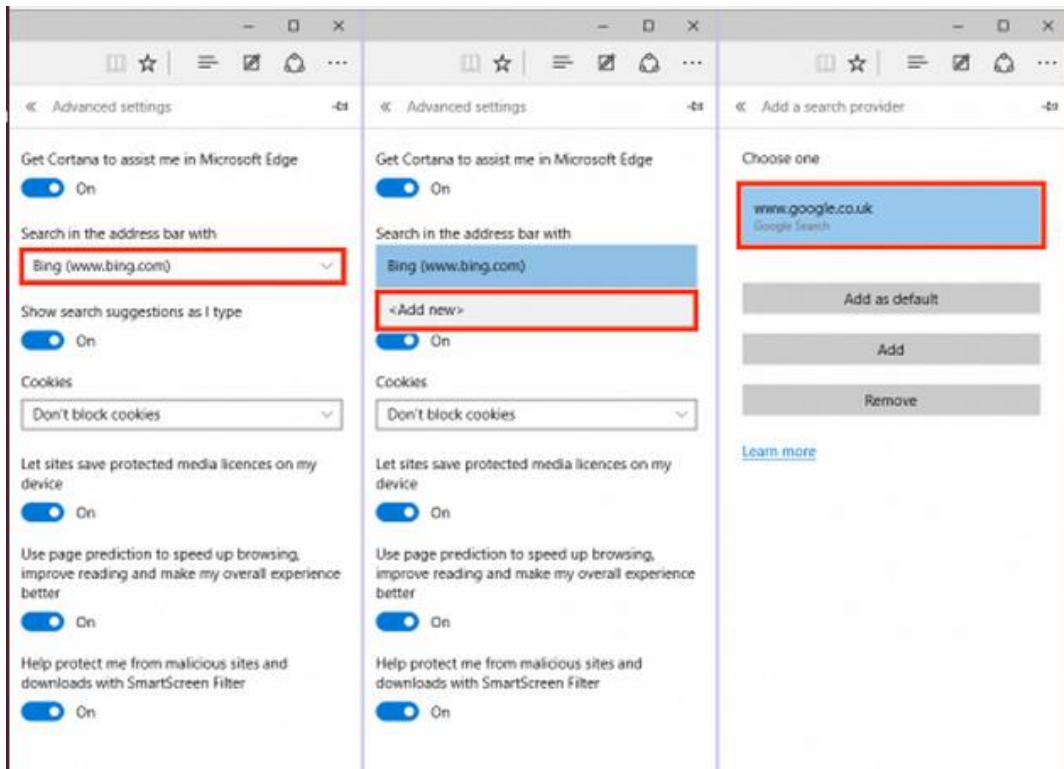 Advanced settings
Get Cortana to assist me in Microsoft Edge
On
Search in the address bar with
Bing (www.bing.com)
Show search suggestions as I type
On
Cookies
Don't block cookies
Let sites save protected media licences on my
device
On
Use page prediction to speed up browsing,
improve reading and make my overall experience
better
On
Help protect me from malicious sites and
downloads with SmartScreen Filter
On
Advanced settings
Get Cortana to assist me in Microsoft Edge
On
Search in the address bar with
Bing (www.bing.com)
<Add new>
On
Cookies
Don't block cookies
Let sites save protected media licences on my
device
On
Use page prediction to speed up browsing,
improve reading and make my overall experience
better
On
Help protect me from malicious sites and
downloads with SmartScreen Filter
On
Add a search provider
Choose one
www.google.co.uk
Google Search
Add as default
Add
Remove
Learn more